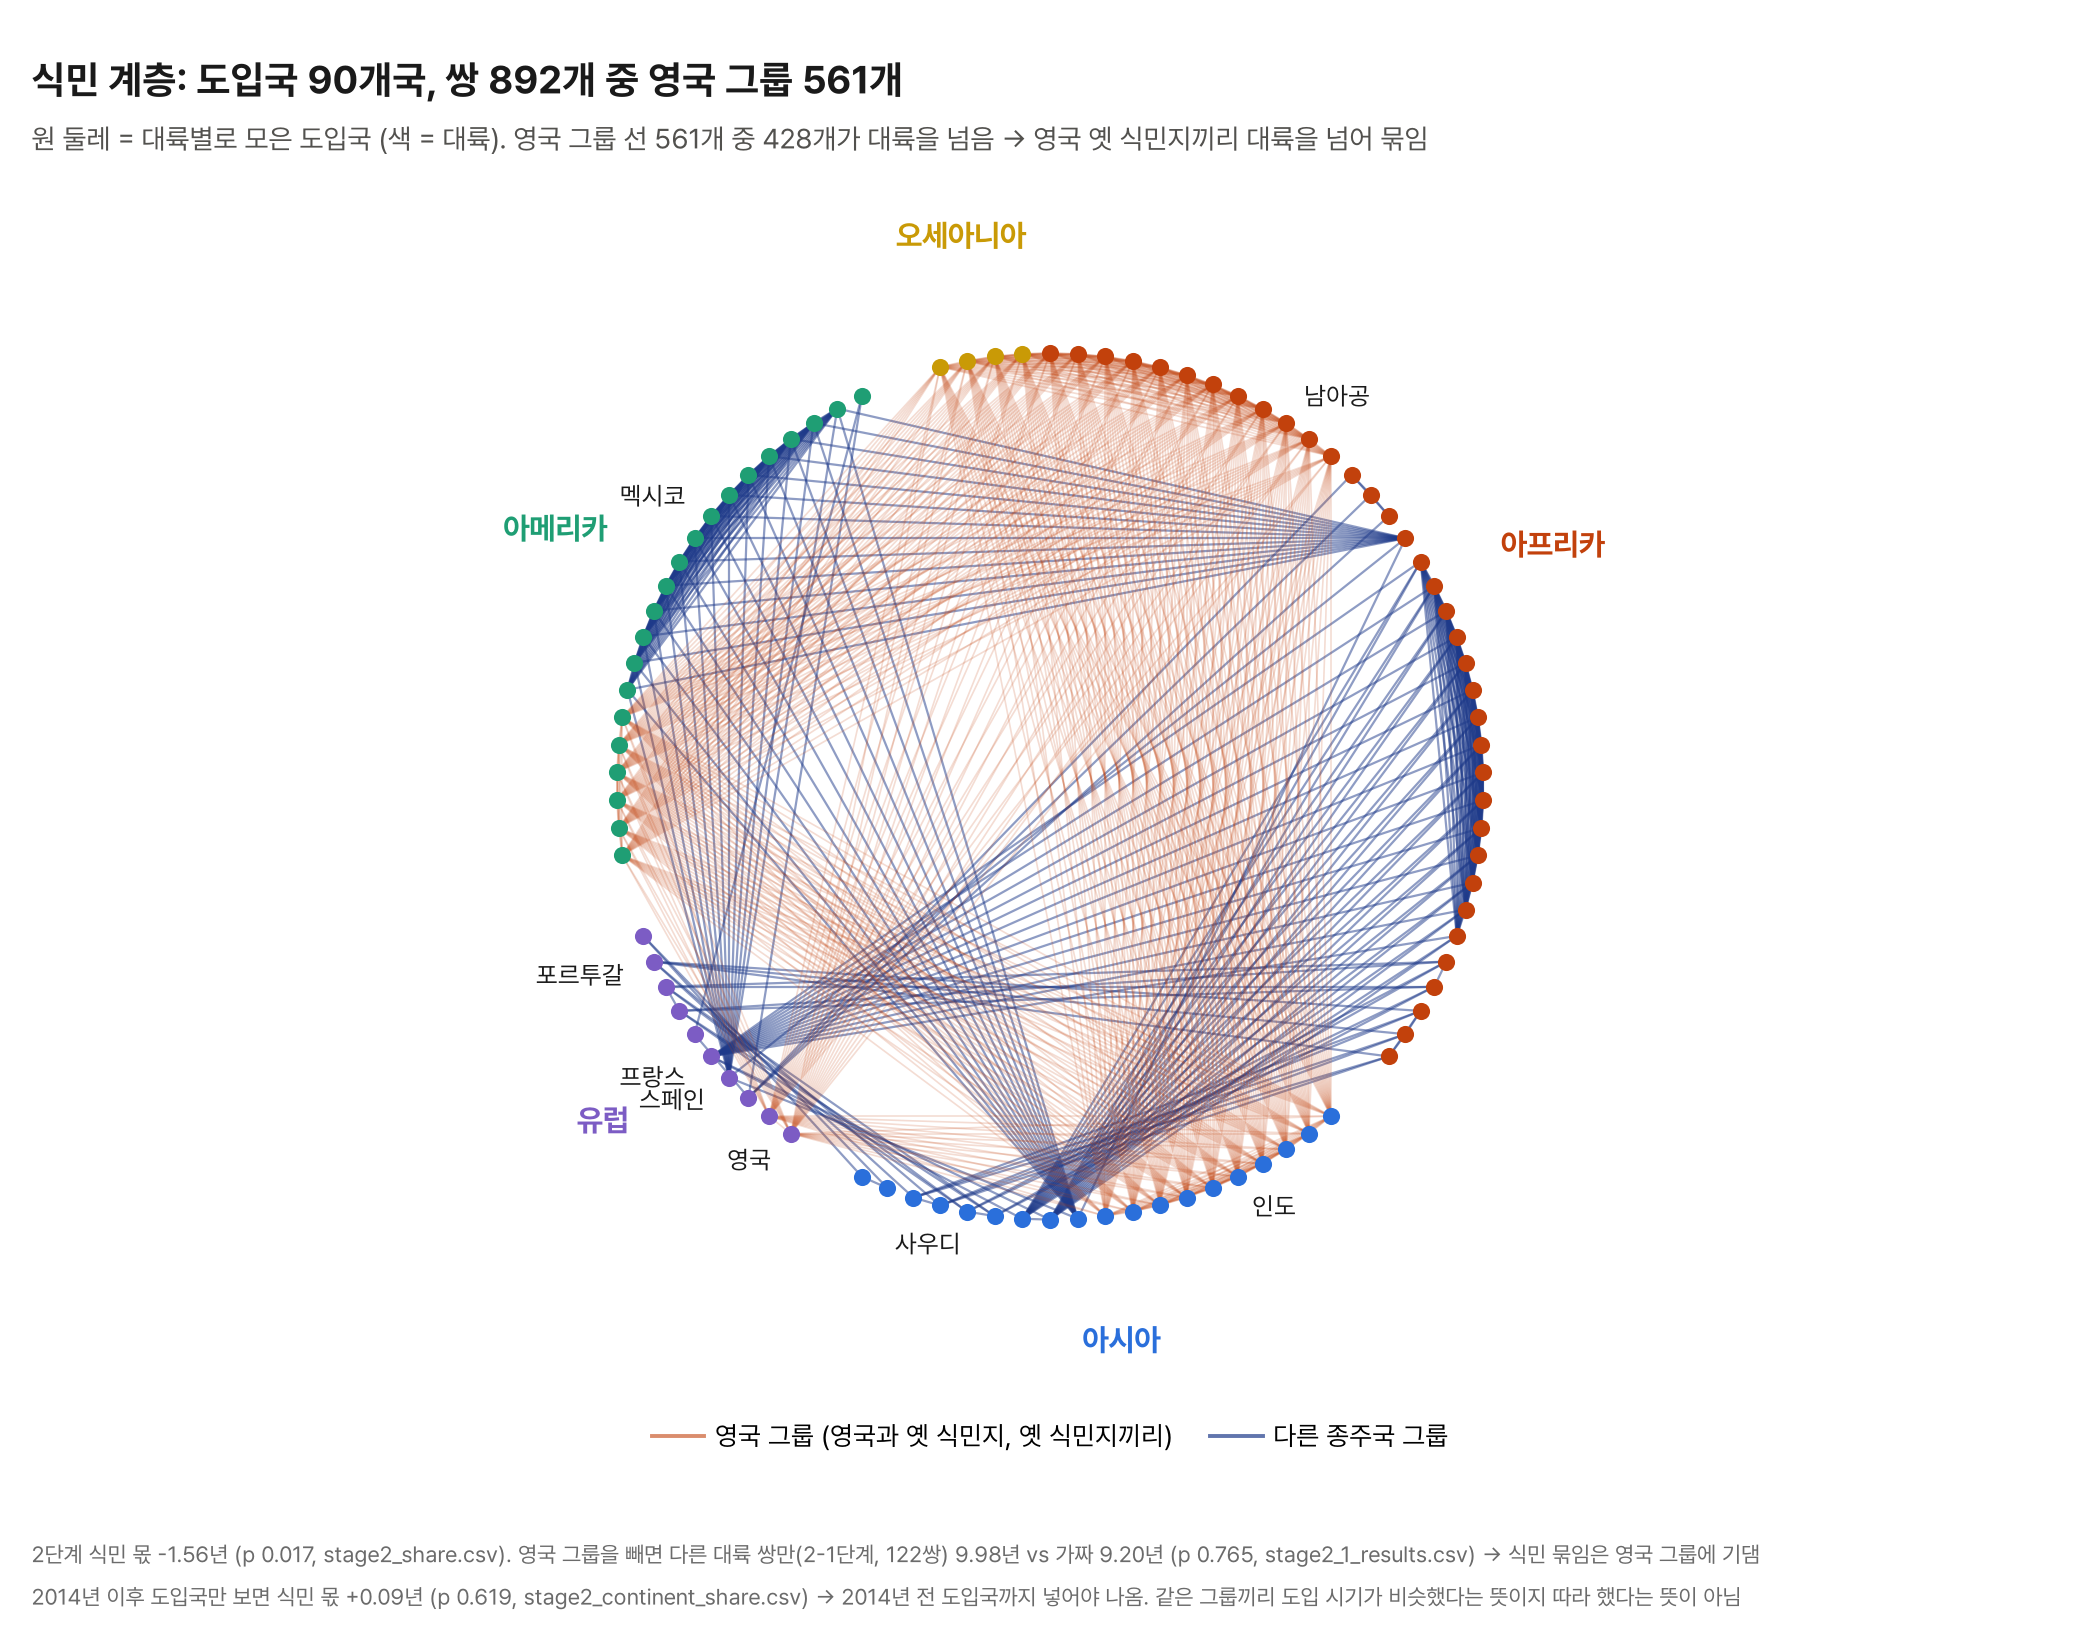 식민 계층: 도입국 90개국, 쌍 892개 중 영국 그룹 561개
원 둘레 = 대륙별로 모은 도입국 (색 = 대륙). 영국 그룹 선 561개 중 428개가 대륙을 넘음 → 영국 옛 식민지끼리 대륙을 넘어 묶임
오세아니아
남아공
멕시코
아메리카
아프리카
포르투갈
프랑스
스페인
유럽
영국
인도
사우디
아시아
영국 그룹 (영국과 옛 식민지, 옛 식민지끼리)
다른 종주국 그룹
2단계 식민 몫 -1.56년 (p 0.017, stage2_share.csv). 영국 그룹을 빼면 다른 대륙 쌍만(2-1단계, 122쌍) 9.98년 vs 가짜 9.20년 (p 0.765, stage2_1_results.csv) → 식민 묶임은 영국 그룹에 기댐
2014년 이후 도입국만 보면 식민 몫 +0.09년 (p 0.619, stage2_continent_share.csv) → 2014년 전 도입국까지 넣어야 나옴. 같은 그룹끼리 도입 시기가 비슷했다는 뜻이지 따라 했다는 뜻이 아님